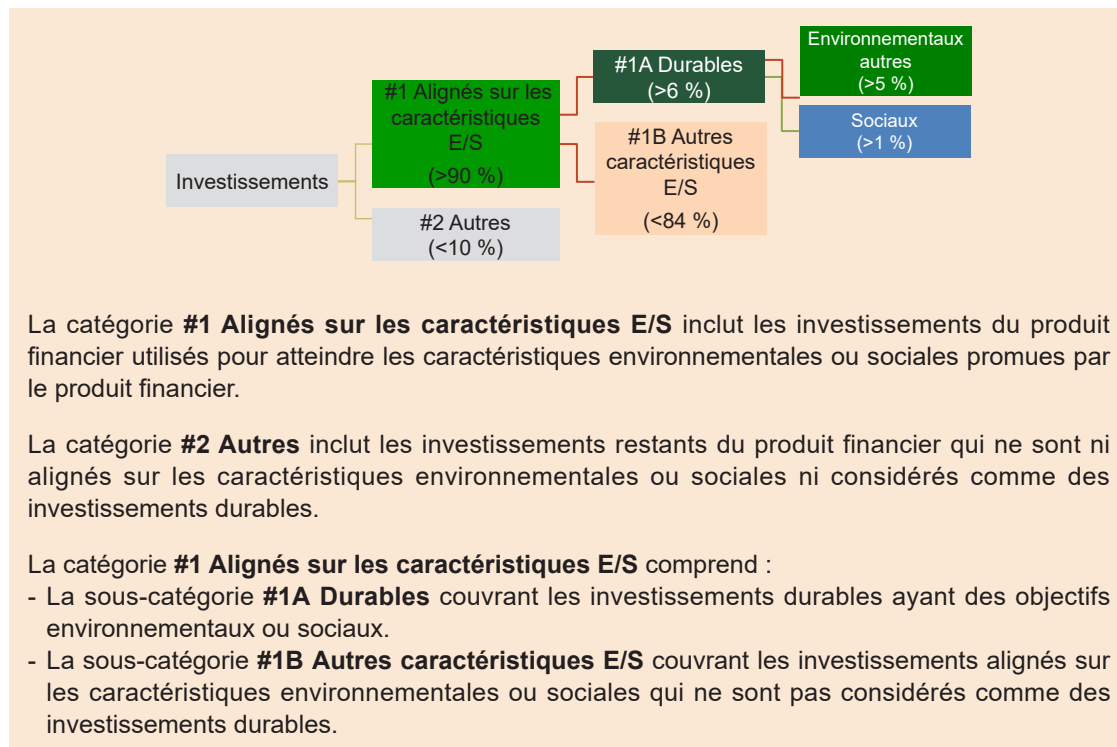 Investissements
#1 Alignés sur les
caractéristiques
E/S
(>90 %)
#2 Autres
(<10 %)
#1A Durables
(>6 %)
#1B Autres
caractéristiques
E/S
(<84 %)
Environnementaux
autres
(>5 %)
Sociaux
(>1 %)
La catégorie #1 Alignés sur les caractéristiques E/S inclut les investissements du produit
financier utilisés pour atteindre les caractéristiques environnementales ou sociales promues par
le produit financier.
La catégorie #2 Autres inclut les investissements restants du produit financier qui ne sont ni
alignés sur les caractéristiques environnementales ou sociales ni considérés comme des
investissements durables.
La catégorie #1 Alignés sur les caractéristiques E/S comprend :
- La sous-catégorie #1A Durables couvrant les investissements durables ayant des objectifs
environnementaux ou sociaux.
- La sous-catégorie #1B Autres caractéristiques E/S couvrant les investissements alignés sur
les caractéristiques environnementales ou sociales qui ne sont pas considérés comme des
investissements durables.